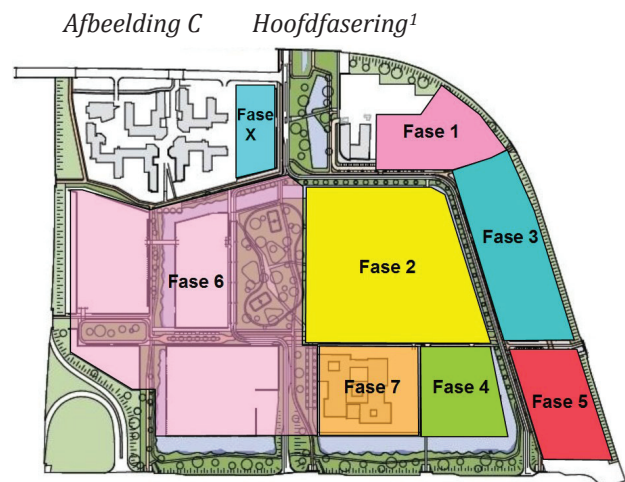 Afbeelding C Hoofdfasering¹
Fase
X
Fase 1
Fase 3
Fase 2
Fase 6
Fase 7
Fase 4
Fase 5